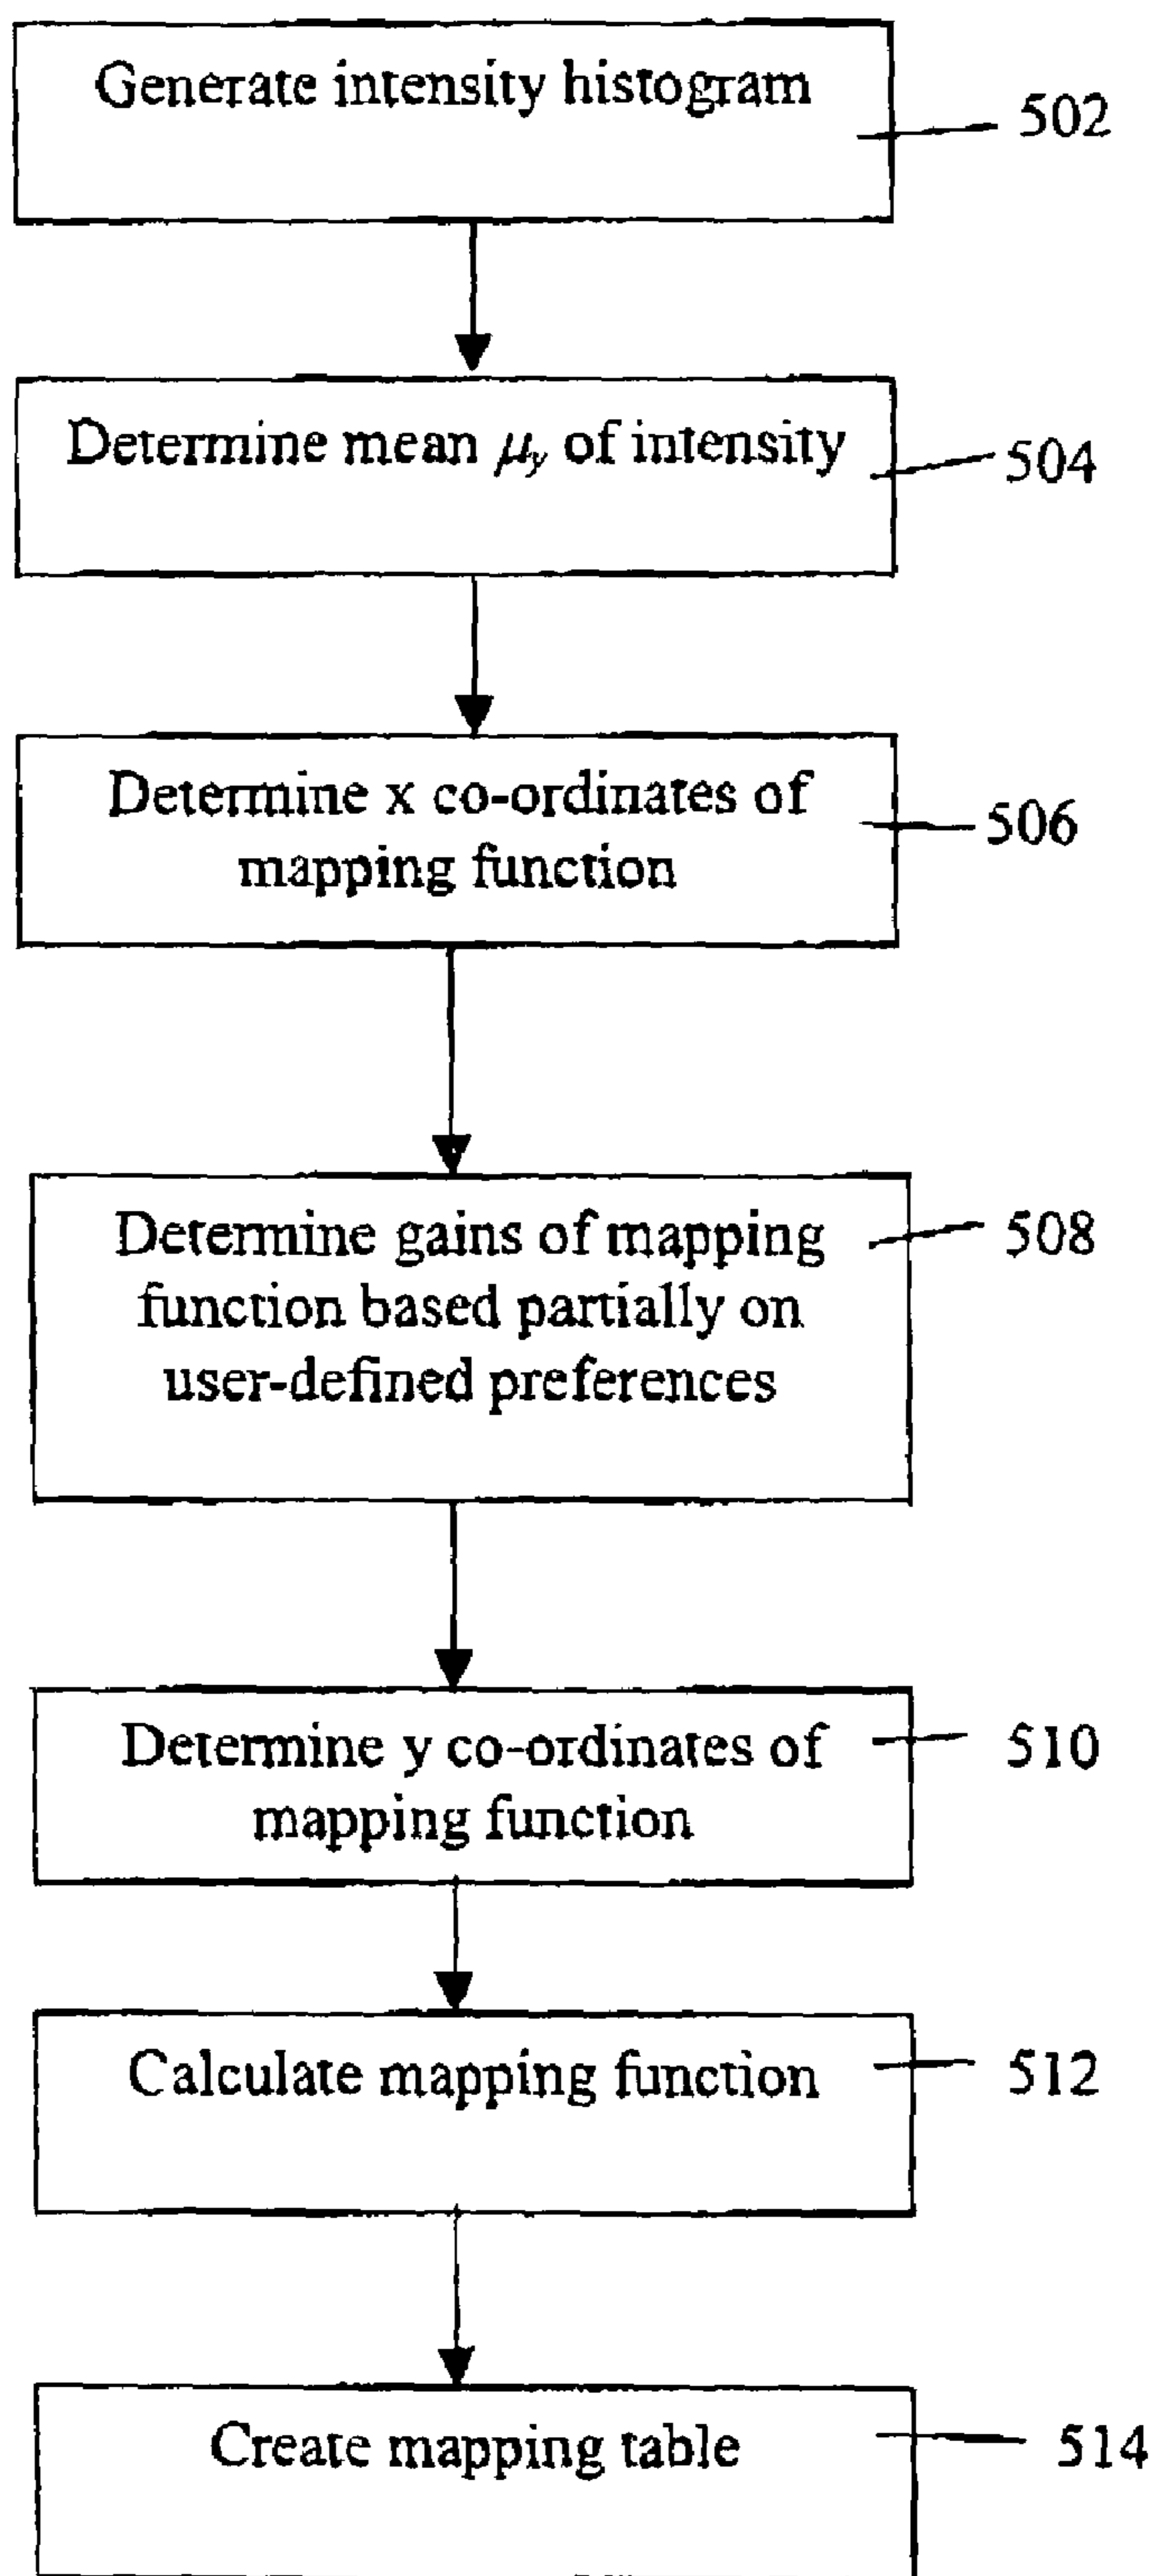 Generate intensity histogram
502
Determine mean μy of intensity
504
Determine x co-ordinates of
mapping function
506
Determine gains of mapping
function based partially on
user-defined preferences
508
Determine y co-ordinates of
mapping function
510
Calculate mapping function
512
Create mapping table
514